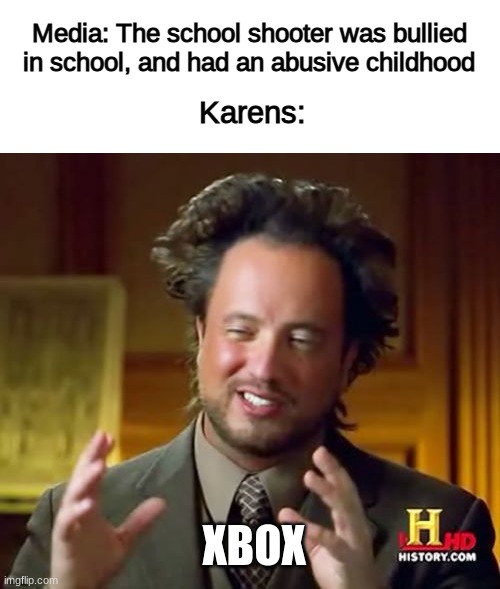 Media: The school shooter was bullied
in school, and had an abusive childhood
Karens:
XBOX
H HD
HISTORY.COM
imgflip.com